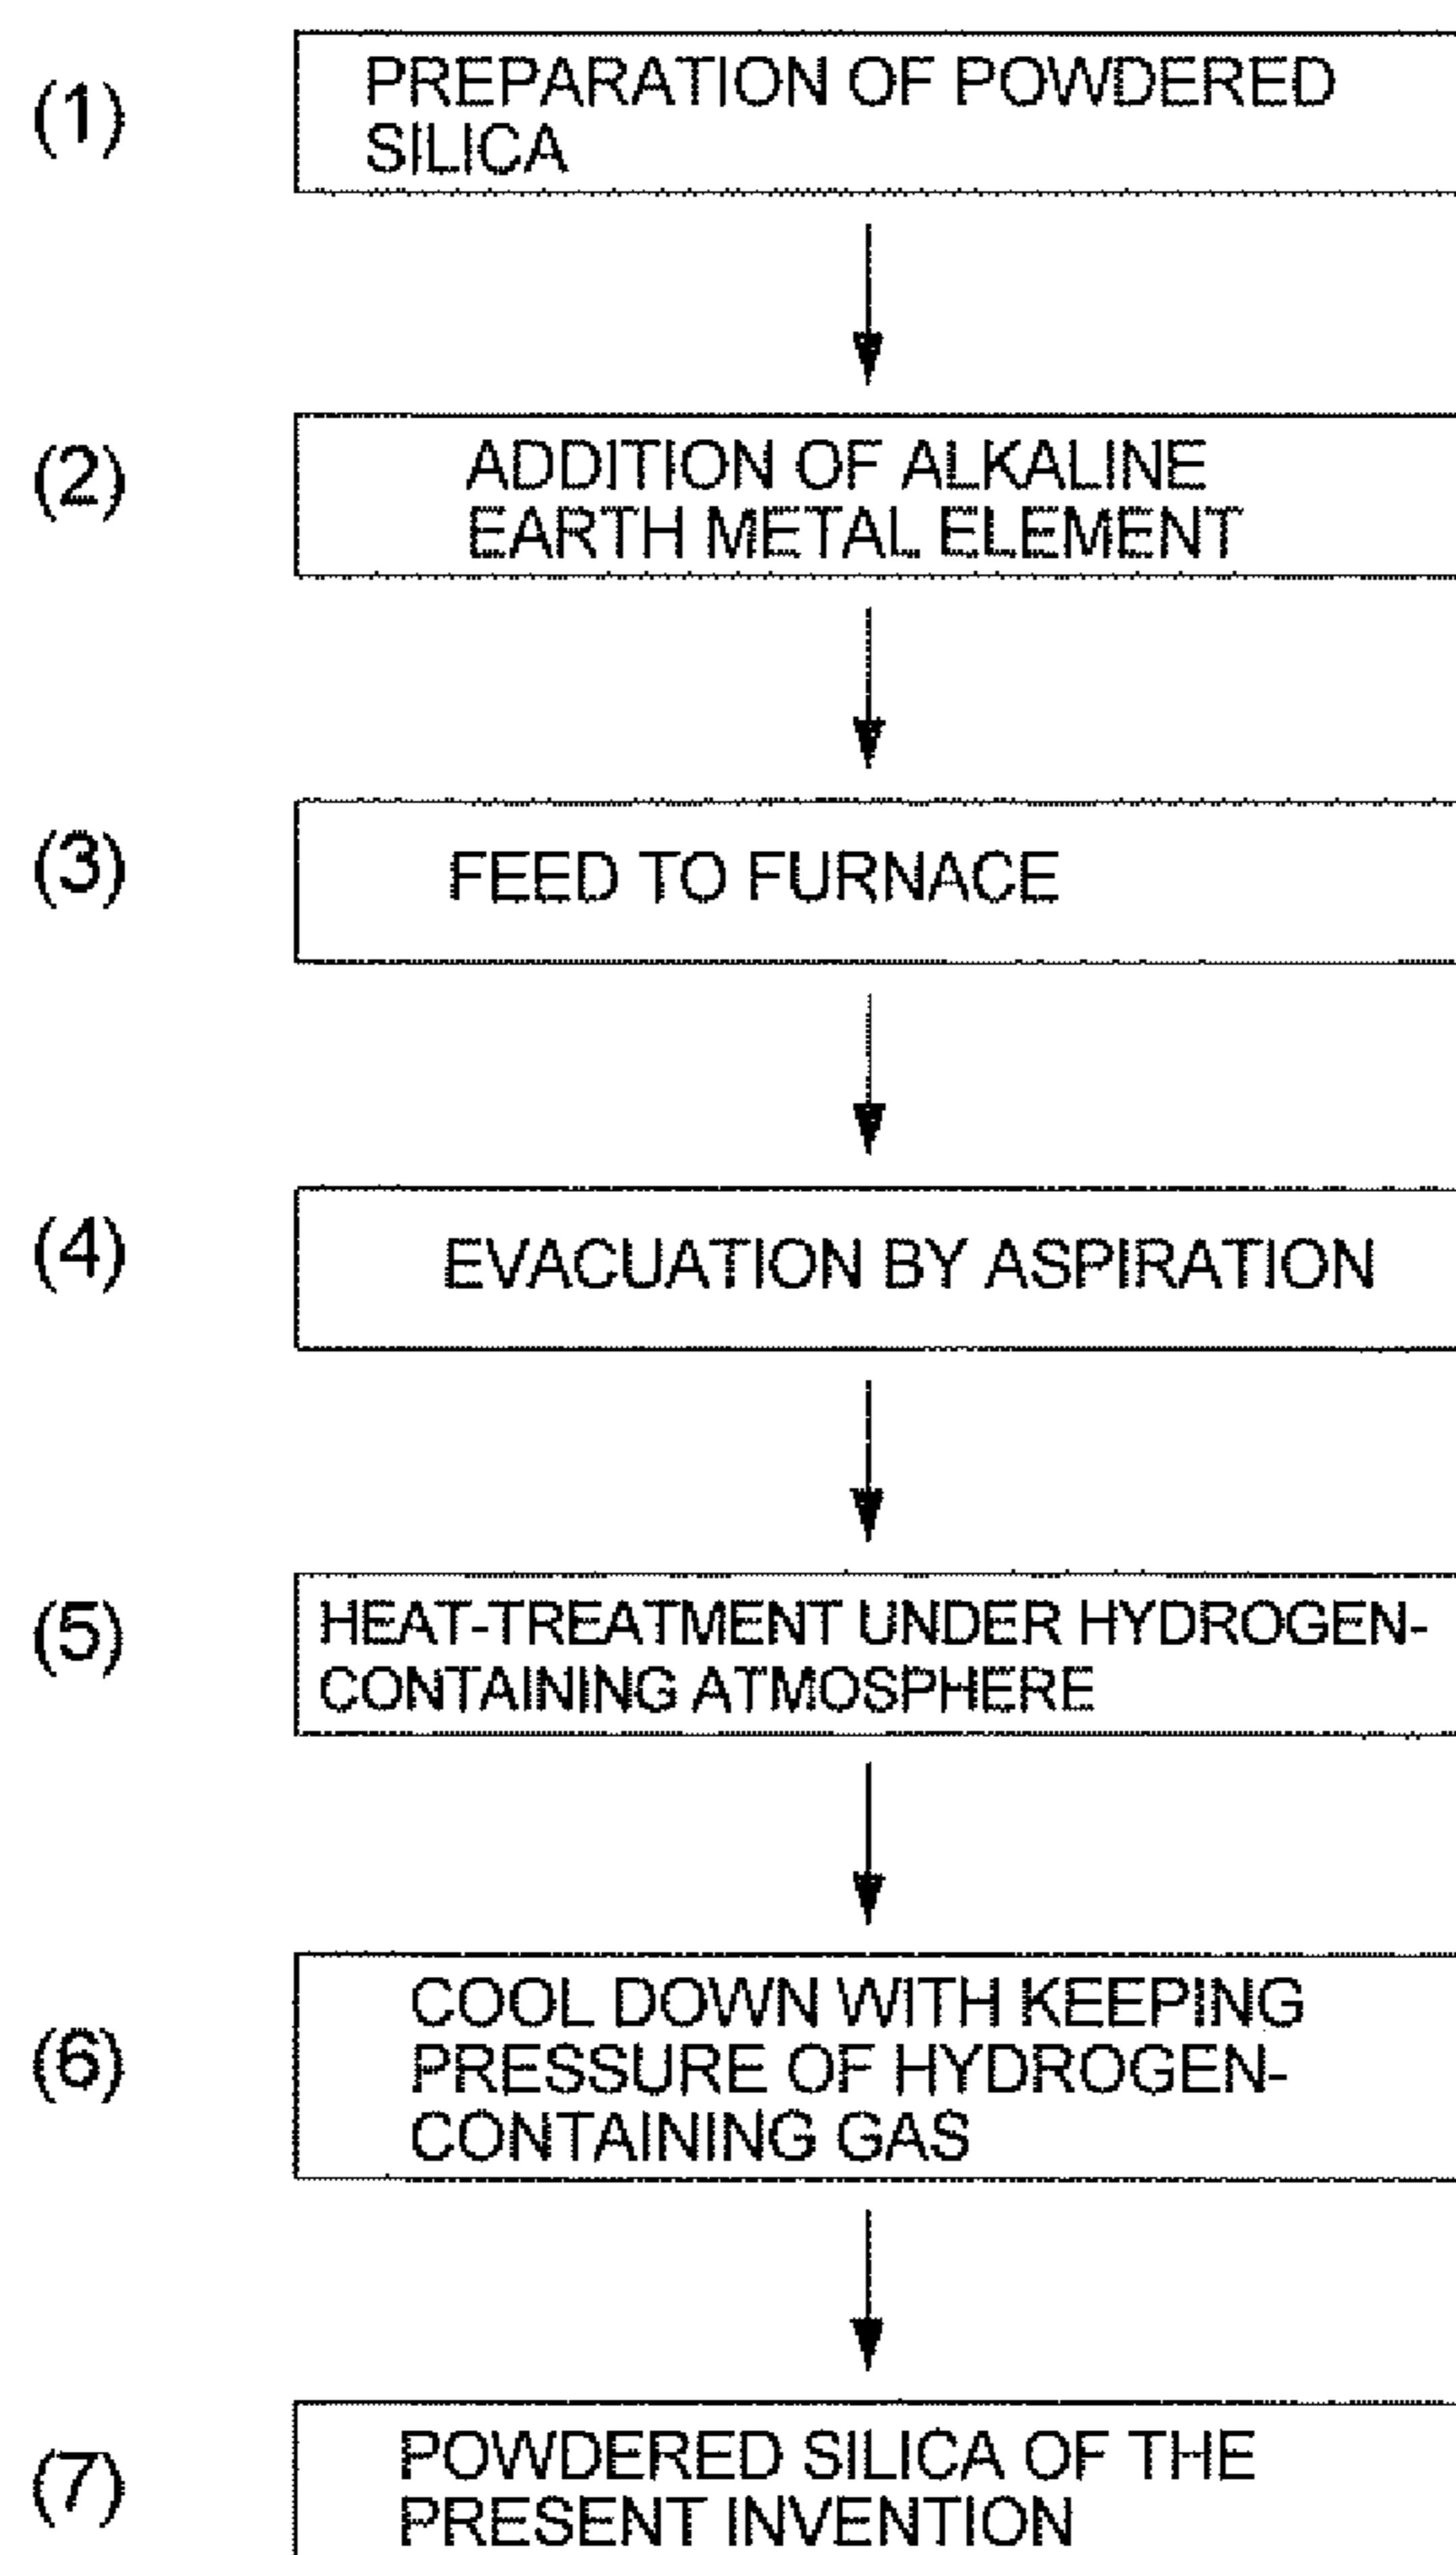 (1)
PREPARATION OF POWDERED
SILICA
(2)
ADDITION OF ALKALINE
EARTH METAL ELEMENT
(3)
FEED TO FURNACE
(4)
EVACUATION BY ASPIRATION
(5)
HEAT-TREATMENT UNDER HYDROGEN-
CONTAINING ATMOSPHERE
(6)
COOL DOWN WITH KEEPING
PRESSURE OF HYDROGEN-
CONTAINING GAS
(7)
POWDERED SILICA OF THE
PRESENT INVENTION